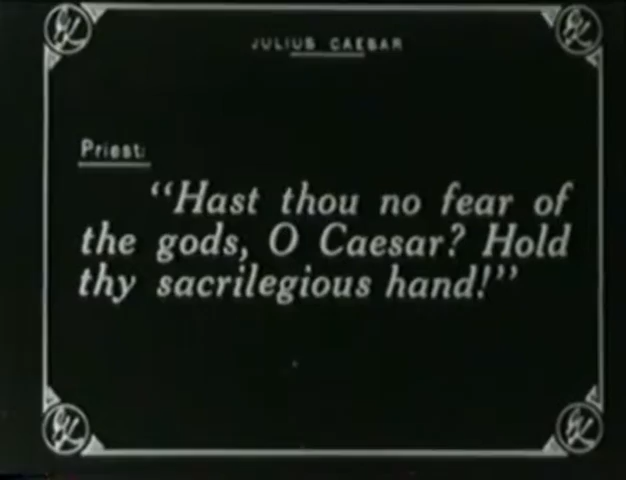 JULIUS CAESAR
Priest:
"Hast thou no fear of
the gods, O Caesar? Hold
thy sacrilegious hand!"